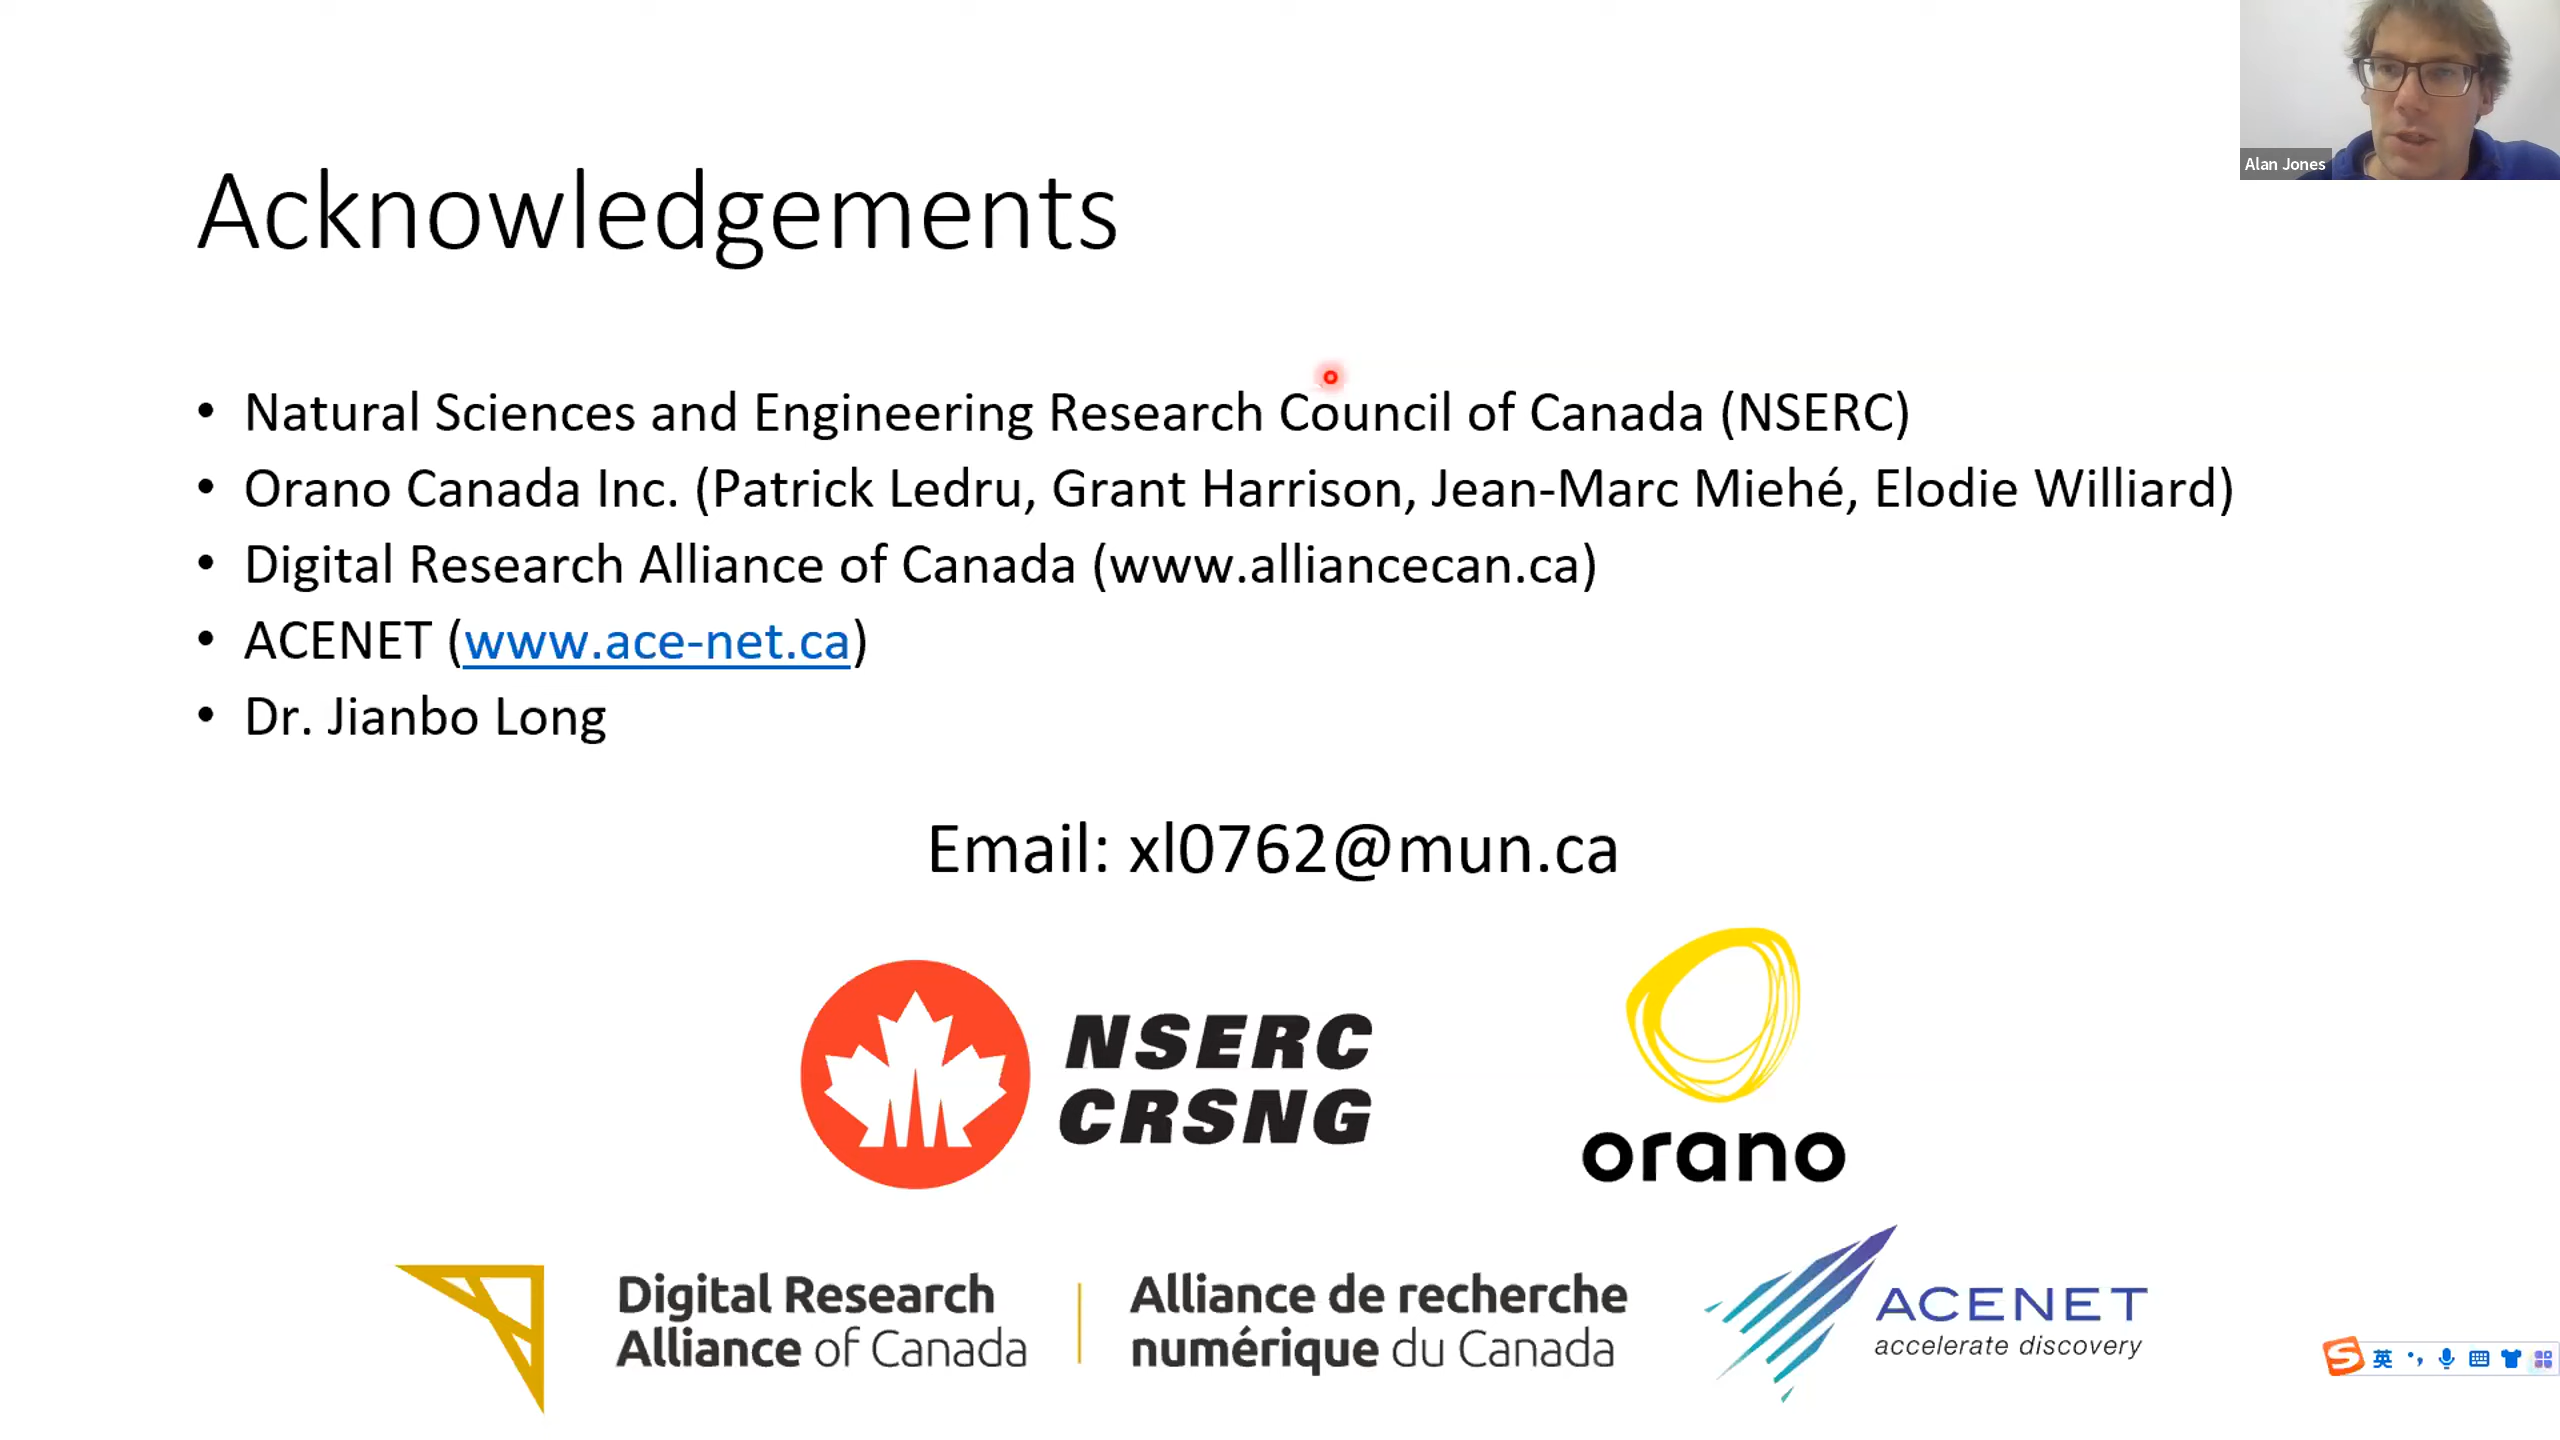 Alan Jones
Acknowledgements
• Natural Sciences and Engineering Research Council of Canada (NSERC)
• Orano Canada Inc. (Patrick Ledru, Grant Harrison, Jean-Marc Miehé, Elodie Williard)
• Digital Research Alliance of Canada (www.alliancecan.ca)
• ACENET (www.ace-net.ca)
• Dr. Jianbo Long
Email: xl0762@mun.ca
NSERC
CRSNG
orano
Digital Research
Alliance of Canada
Alliance de recherche
numérique du Canada
ACENET
accelerate discovery
S 英